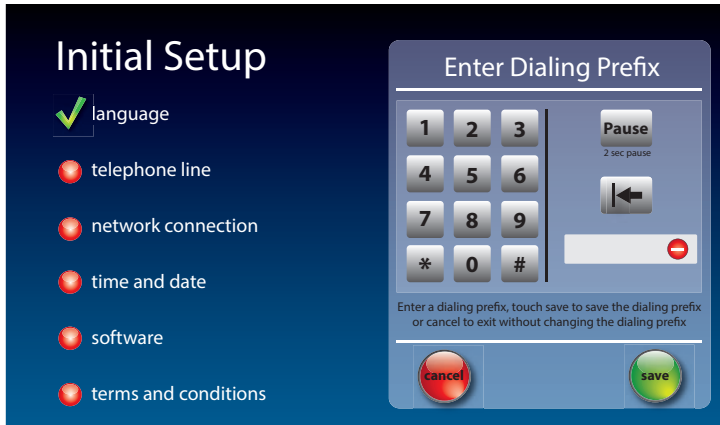 Initial Setup
language
telephone line
network connection
time and date
software
terms and conditions
Enter Dialing Prefix
1 2 3
Pause
2 sec pause
4 5 6
7 8 9
* 0 #
Enter a dialing prefix, touch save to save the dialing prefix
or cancel to exit without changing the dialing prefix
cancel
save